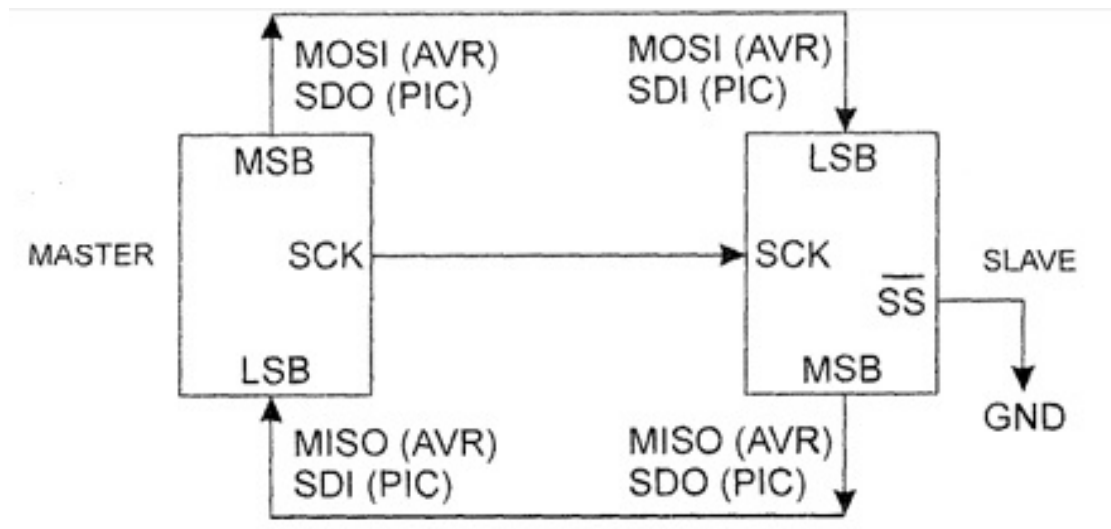 MOSI (AVR)
SDO (PIC)
MOSI (AVR)
SDI (PIC)
MSB
LSB
MASTER
SCK
SCK
SLAVE
SS
LSB
MSB
GND
MISO (AVR)
SDI (PIC)
MISO (AVR)
SDO (PIC)